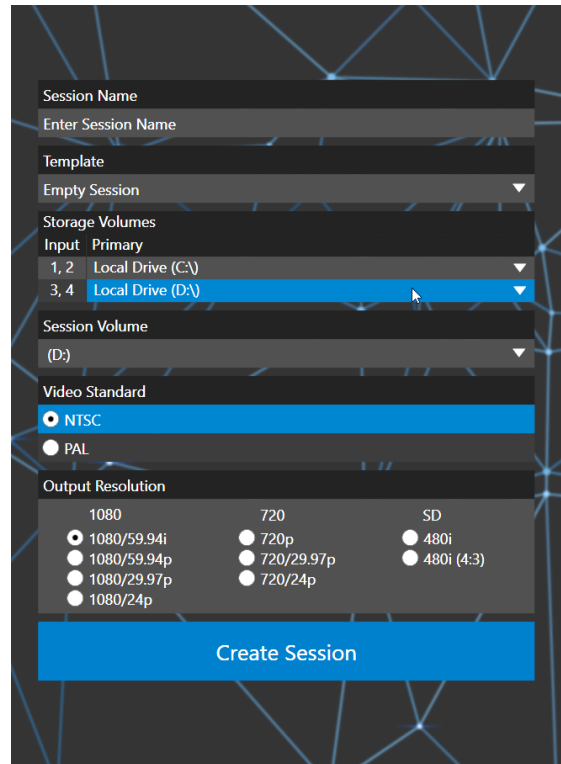 Session Name
Enter Session Name
Template
Empty Session
Storage Volumes
Input Primary
1, 2 Local Drive (C:\)
3, 4 Local Drive (D:\)
Session Volume
(D:)
Video Standard
NTSC
PAL
Output Resolution
1080 720 SD
1080/59.94i 720p 480i
1080/59.94p 720/29.97p 480i (4:3)
1080/29.97p 720/24p
1080/24p
Create Session